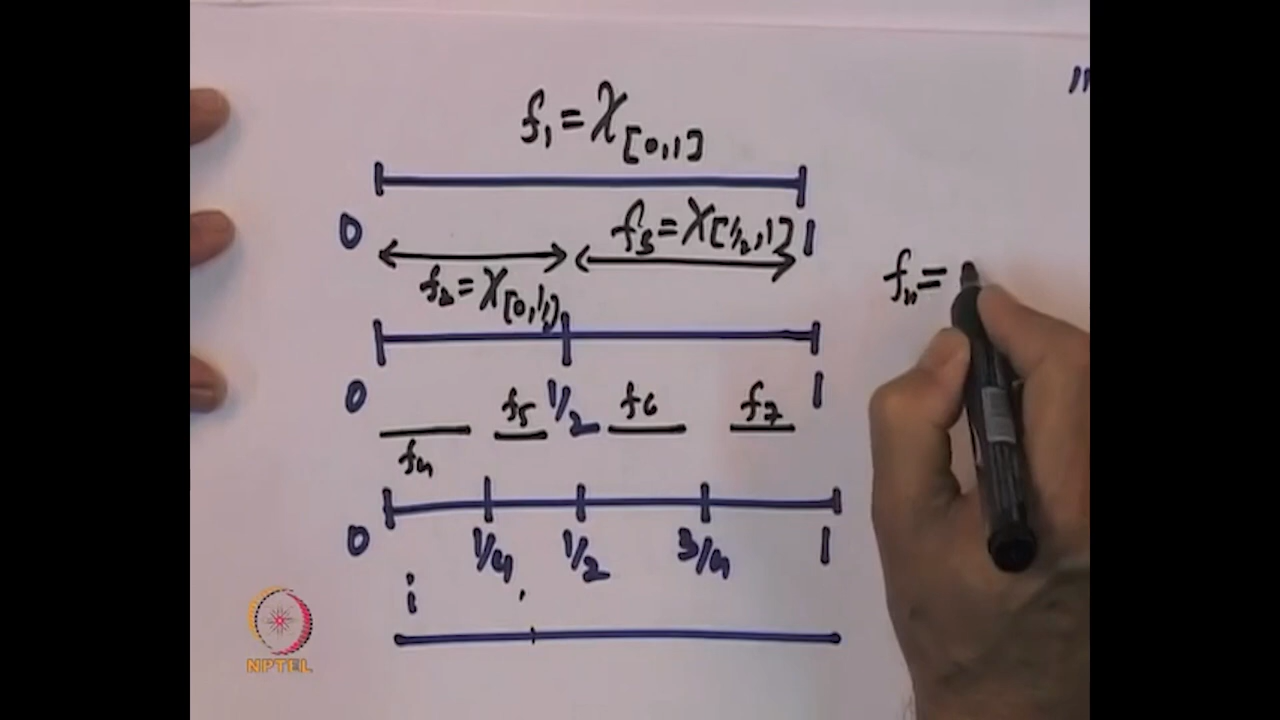 f₁ = χ[0,1]
0 1
f₂ = χ[0,½] f₃ = χ[½,1]
fₙ =
0 1/2 1
f₄ f₅ f₆ f₇
0 1/4 1/2 3/4 1
i
NPTEL